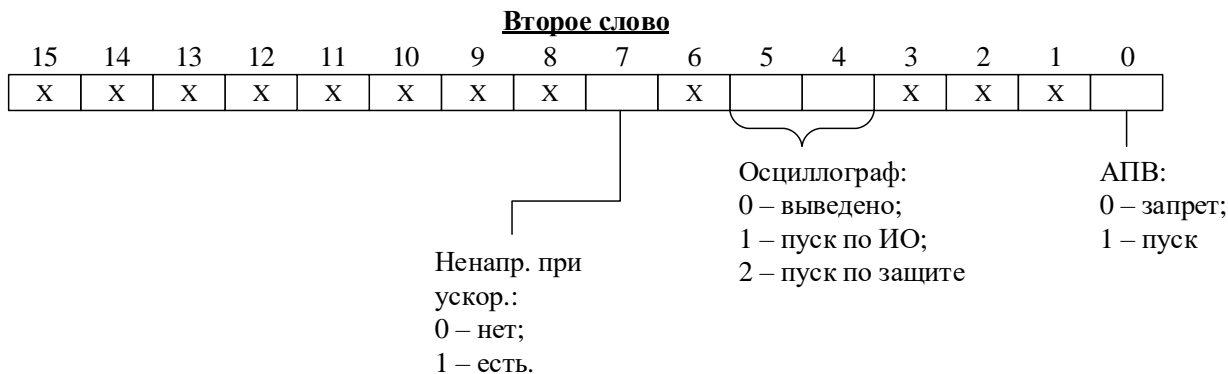 Второе слово
15 14 13 12 11 10 9 8 7 6 5 4 3 2 1 0
X X X X X X X X X X X X
Осциллограф:
0 – выведено;
1 – пуск по ИО;
2 – пуск по защите
АПВ:
0 – запрет;
1 – пуск
Ненапр. при
ускор.:
0 – нет;
1 – есть.